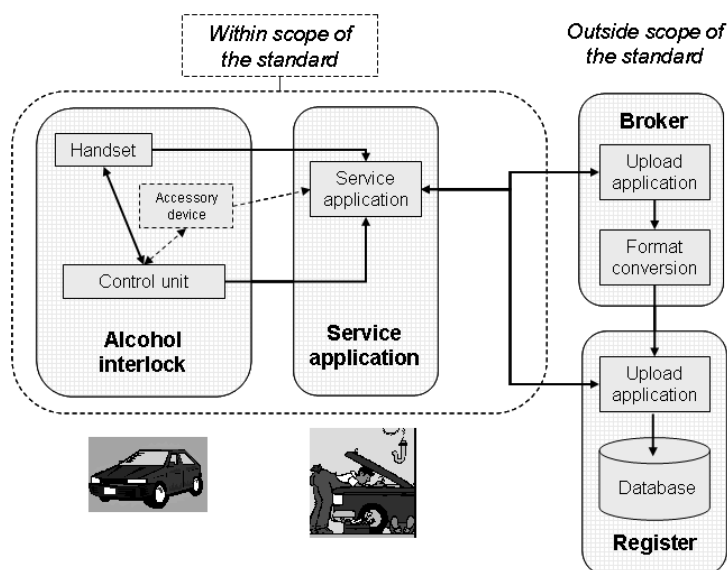 Within scope of
the standard
Outside scope of
the standard
Handset
Accessory
device
Control unit
Alcohol
interlock
Service
application
Service
application
Broker
Upload
application
Format
conversion
Upload
application
Database
Register